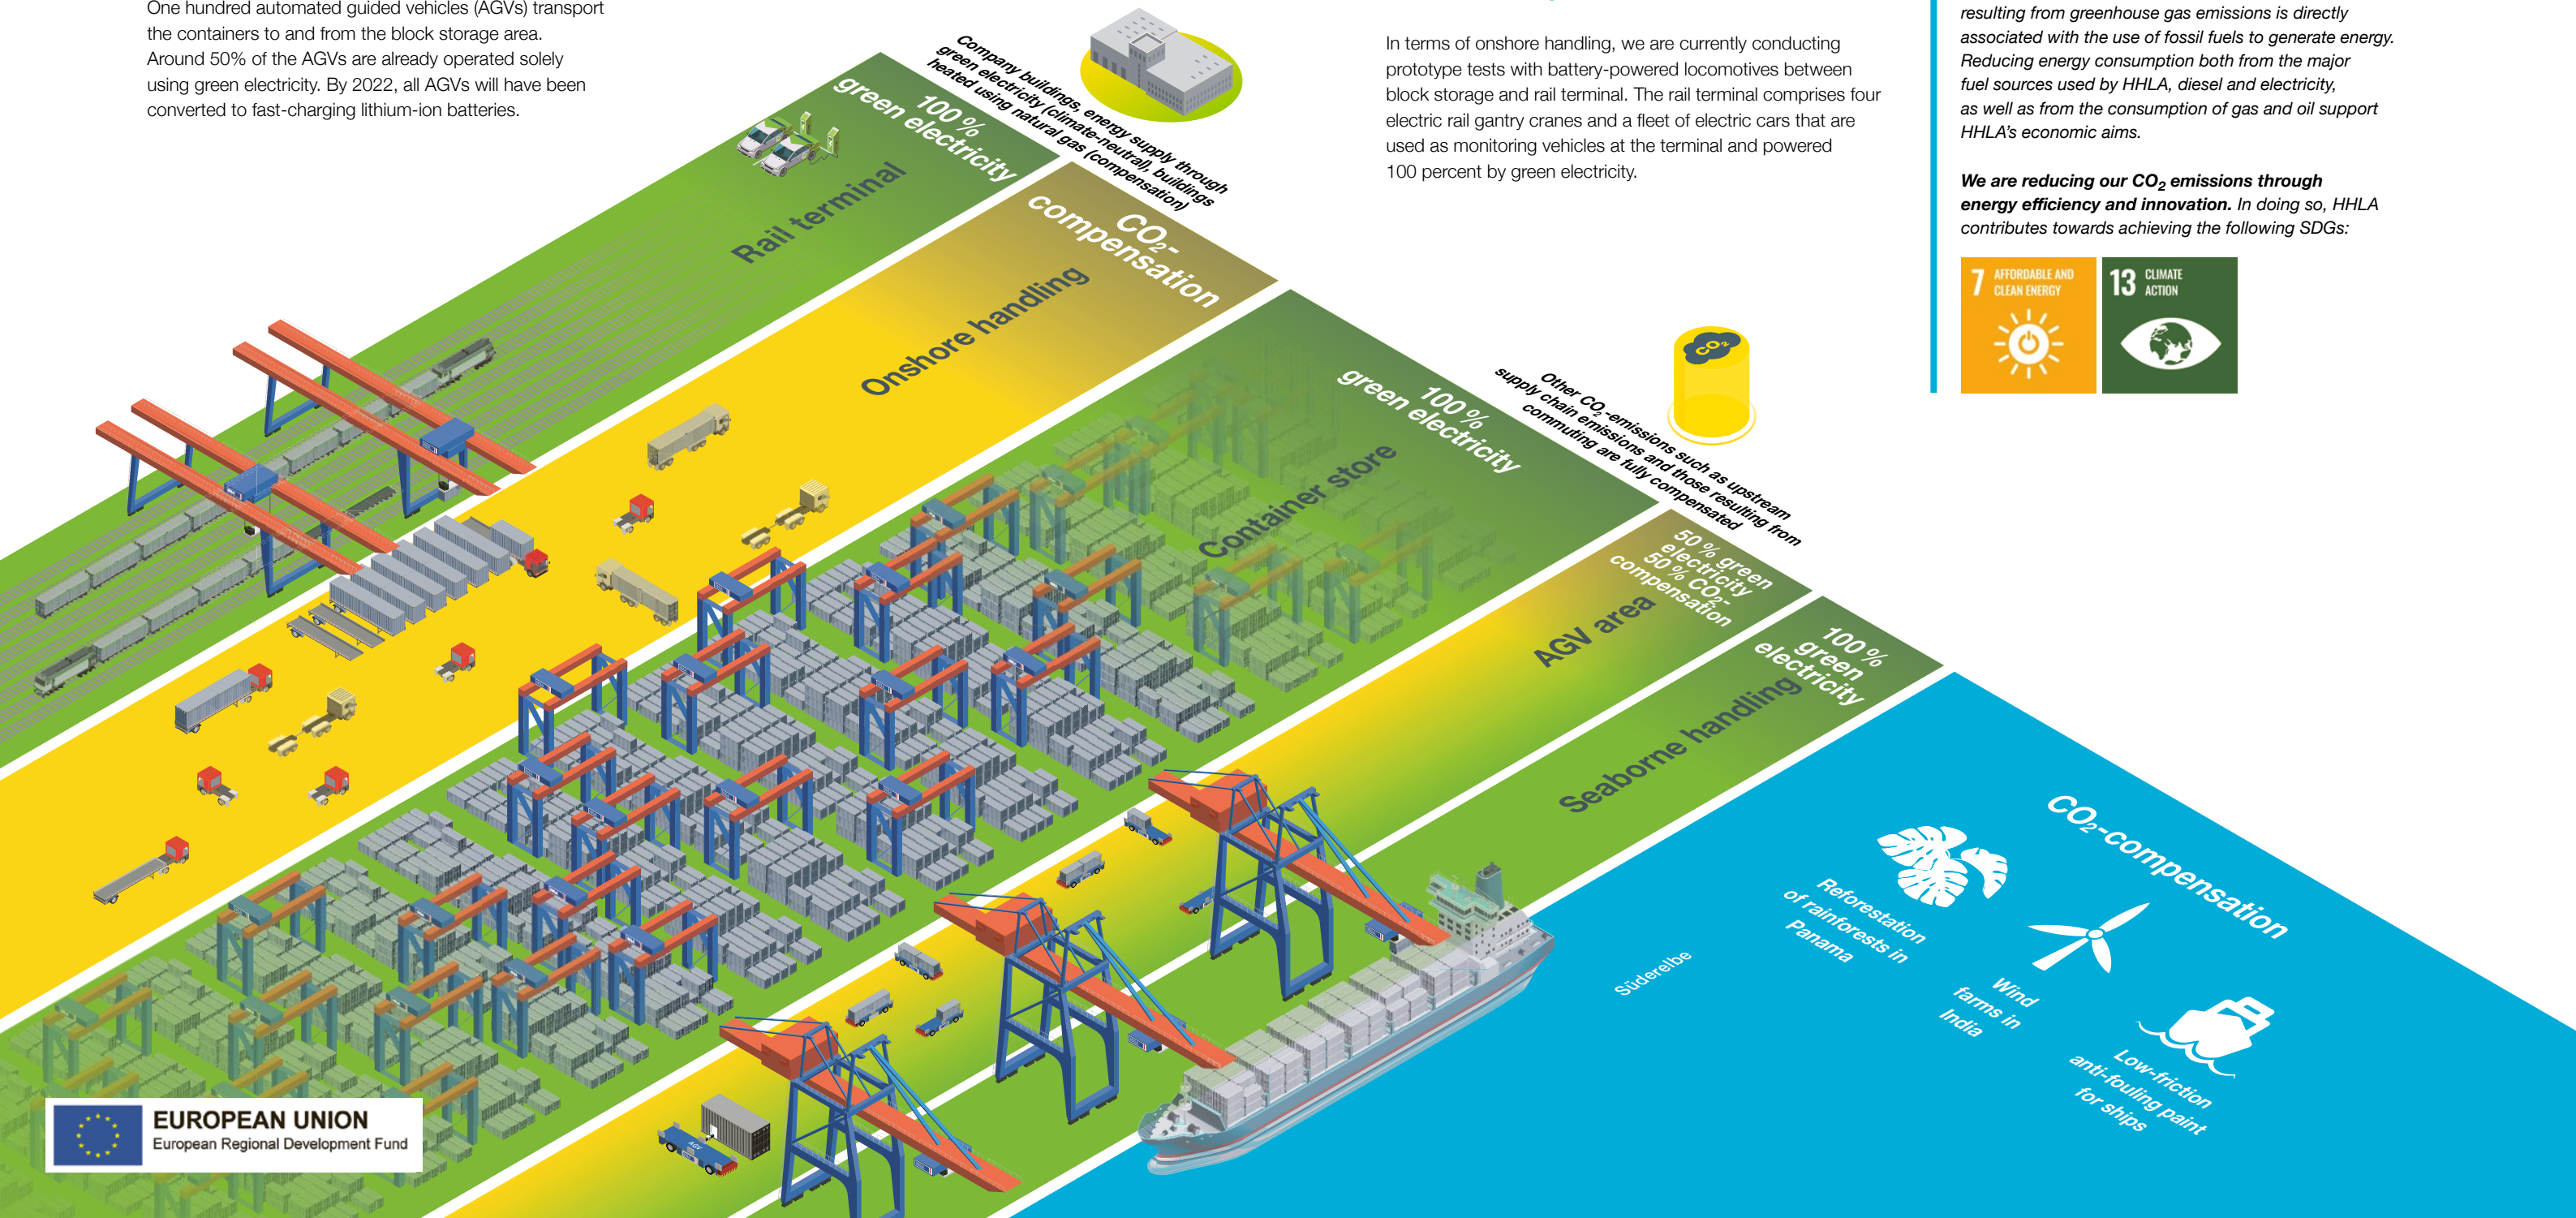 One hundred automated guided vehicles (AGVs) transport
the containers to and from the block storage area.
Around 50% of the AGVs are already operated solely
using green electricity. By 2022, all AGVs will have been
converted to fast-charging lithium-ion batteries.
Company buildings, energy supply through
green electricity (climate-neutral), buildings
heated using natural gas (compensation)
In terms of onshore handling, we are currently conducting
prototype tests with battery-powered locomotives between
block storage and rail terminal. The rail terminal comprises four
electric rail gantry cranes and a fleet of electric cars that are
used as monitoring vehicles at the terminal and powered
100 percent by green electricity.
resulting from greenhouse gas emissions is directly
associated with the use of fossil fuels to generate energy.
Reducing energy consumption both from the major
fuel sources used by HHLA, diesel and electricity,
as well as from the consumption of gas and oil support
HHLA’s economic aims.
We are reducing our CO₂ emissions through
energy efficiency and innovation. In doing so, HHLA
contributes towards achieving the following SDGs:
7 AFFORDABLE AND
CLEAN ENERGY
13 CLIMATE
ACTION
100 %
green electricity
Rail terminal
CO₂-
compensation
Onshore handling
100 %
green electricity
Container store
CO₂
Other CO₂-emissions such as upstream
supply chain emissions and those resulting from
commuting are fully compensated
50 % green
electricity
50 % CO₂-
compensation
AGV area
100 %
green
electricity
Seaborne handling
CO₂-compensation
Reforestation
of rainforests in
Panama
Wind
farms in
India
Low-friction
anti-fouling paint
for ships
Süderelbe
AGV
EUROPEAN UNION
European Regional Development Fund